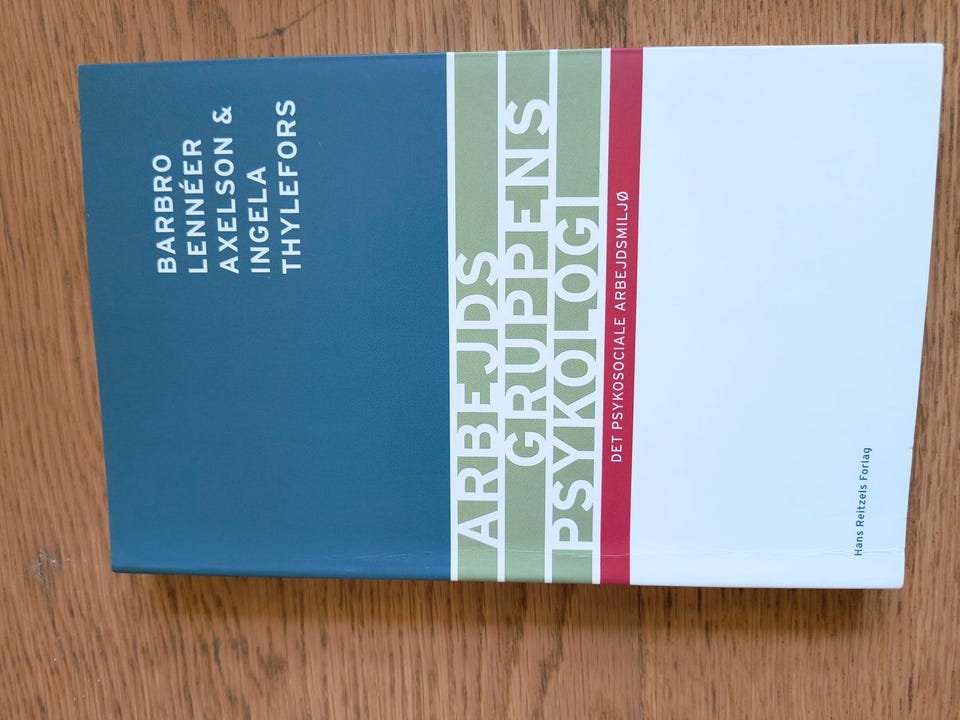 BARBRO
LENNÉER
AXELSON &
INGELA
THYLEFORS
ARBEJDS
GRUPPENS
PSYKOLOGI
DET PSYKOSOCIALE ARBEJDSMILJØ
Hans Reitzels Forlag